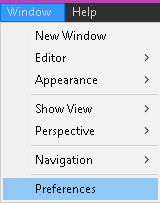 Window Help
New Window
Editor
Appearance
Show View
Perspective
Navigation
Preferences